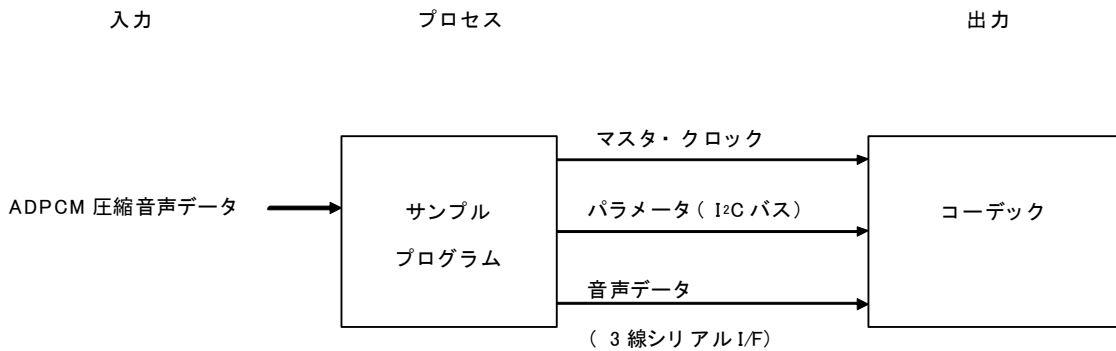 入力
プロセス
出力
マスタ・クロック
ADPCM 圧縮音声データ
サンプル
プログラム
パラメータ( I²C バス)
コーデック
音声データ
( 3 線シリアル I/F)